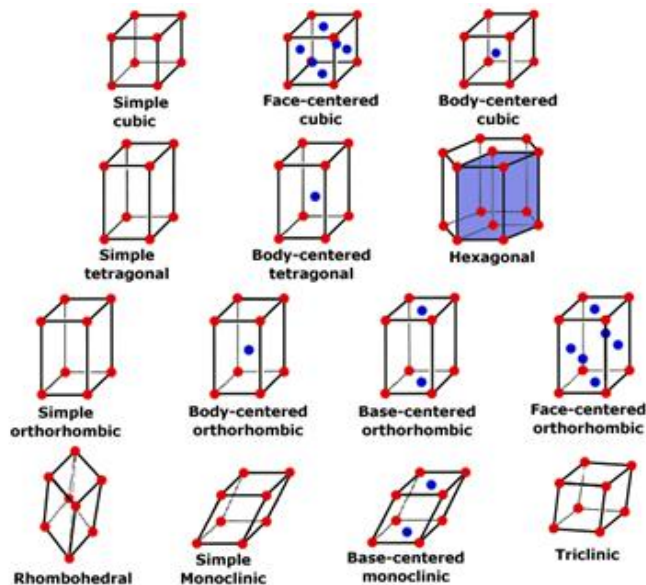 Simple
cubic
Face-centered
cubic
Body-centered
cubic
Simple
tetragonal
Body-centered
tetragonal
Hexagonal
Simple
orthorhombic
Body-centered
orthorhombic
Base-centered
orthorhombic
Face-centered
orthorhombic
Rhombohedral
Simple
Monoclinic
Base-centered
monoclinic
Triclinic